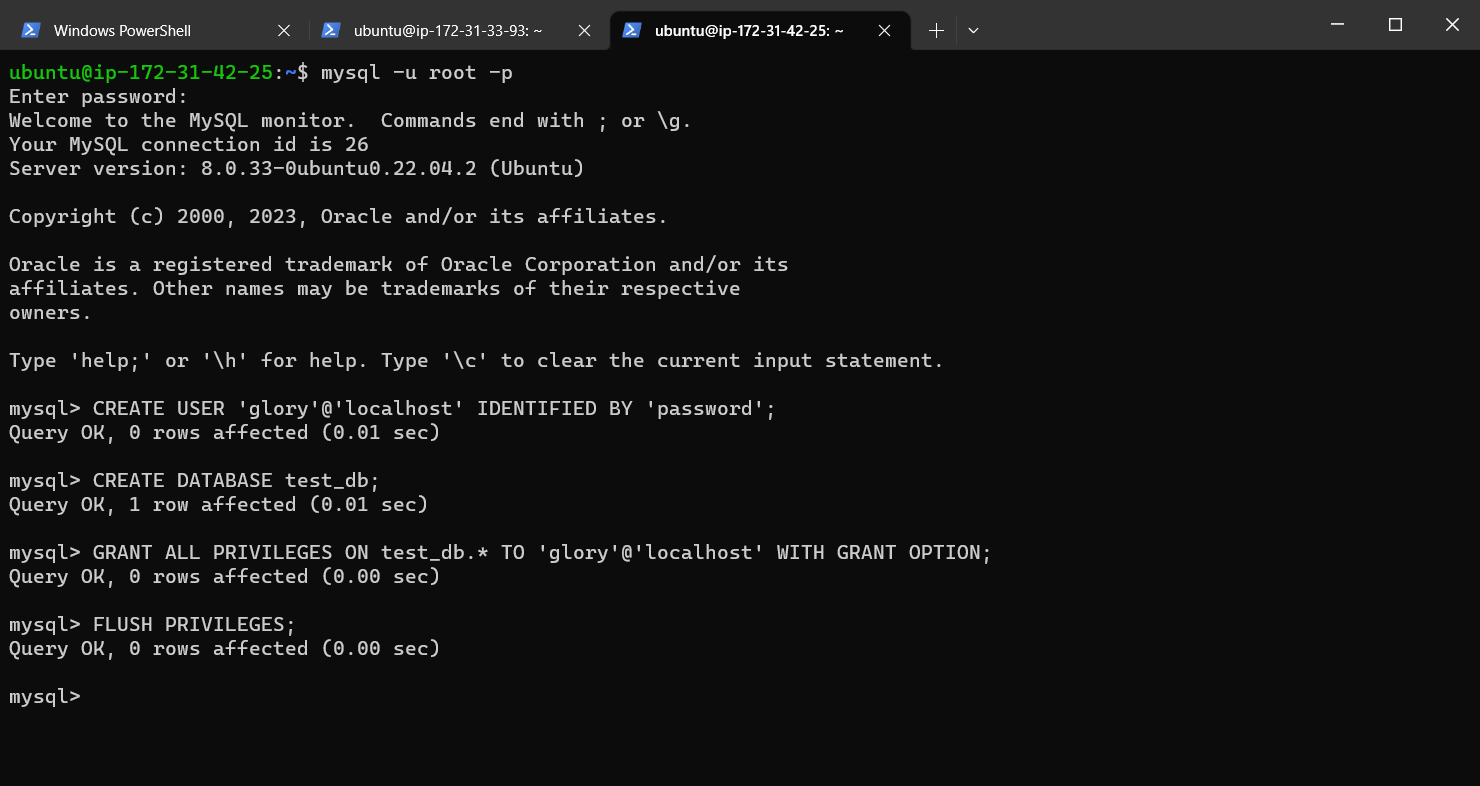 Windows PowerShell
ubuntu@ip-172-31-33-93: ~
ubuntu@ip-172-31-42-25: ~
ubuntu@ip-172-31-42-25:~$ mysql -u root -p
Enter password:
Welcome to the MySQL monitor.  Commands end with ; or \g.
Your MySQL connection id is 26
Server version: 8.0.33-0ubuntu0.22.04.2 (Ubuntu)
Copyright (c) 2000, 2023, Oracle and/or its affiliates.
Oracle is a registered trademark of Oracle Corporation and/or its
affiliates. Other names may be trademarks of their respective
owners.
Type 'help;' or '\h' for help. Type '\c' to clear the current input statement.
mysql> CREATE USER 'glory'@'localhost' IDENTIFIED BY 'password';
Query OK, 0 rows affected (0.01 sec)
mysql> CREATE DATABASE test_db;
Query OK, 1 row affected (0.01 sec)
mysql> GRANT ALL PRIVILEGES ON test_db.* TO 'glory'@'localhost' WITH GRANT OPTION;
Query OK, 0 rows affected (0.00 sec)
mysql> FLUSH PRIVILEGES;
Query OK, 0 rows affected (0.00 sec)
mysql>